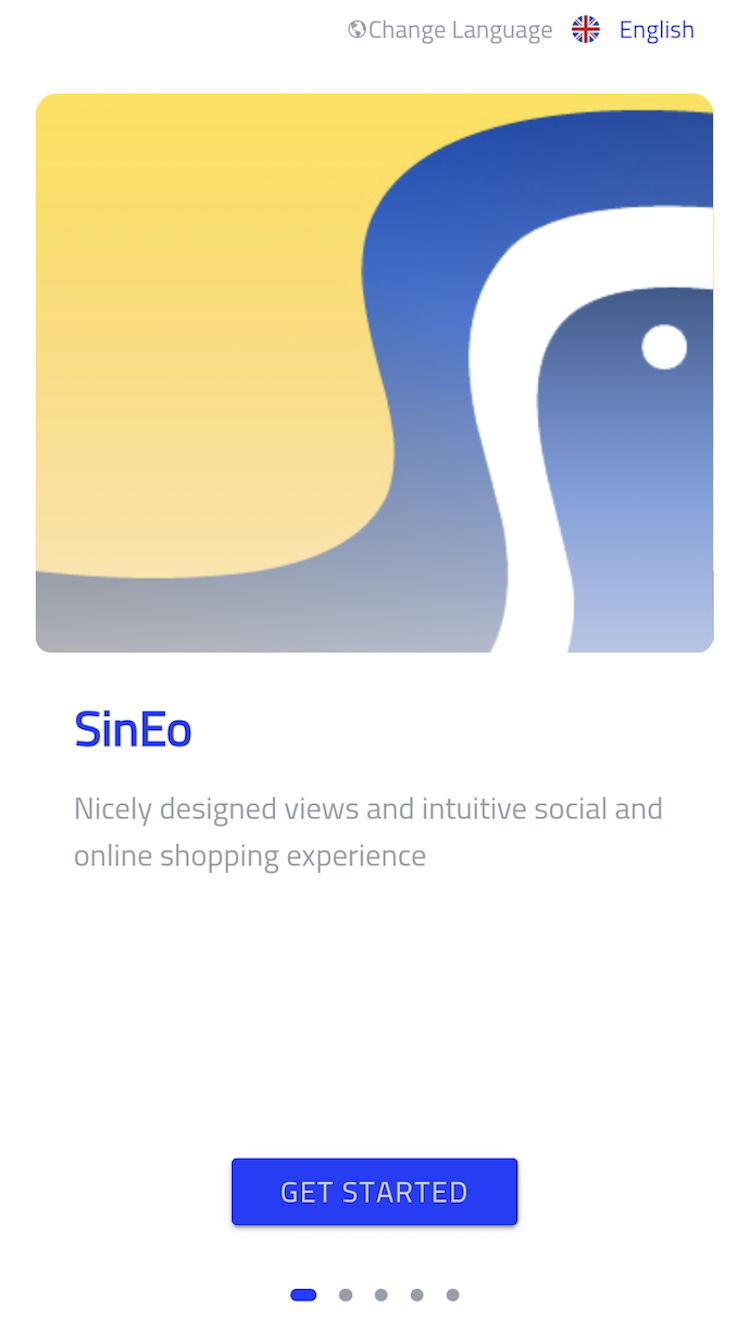 Change Language English
SinEo
Nicely designed views and intuitive social and
online shopping experience
GET STARTED